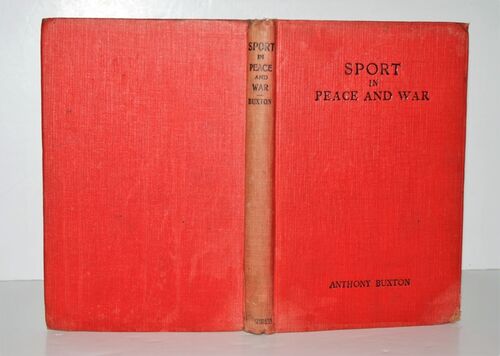 SPORT
IN
PEACE
AND
WAR
BUXTON
SPORT
IN
PEACE AND WAR
ANTHONY BUXTON